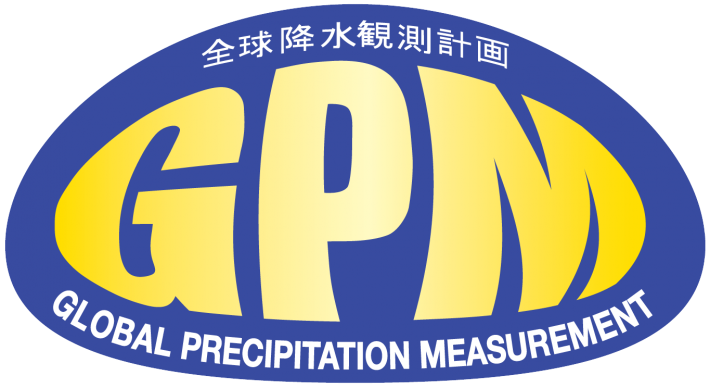 全球降水観測計画
GPM
GLOBAL PRECIPITATION MEASUREMENT